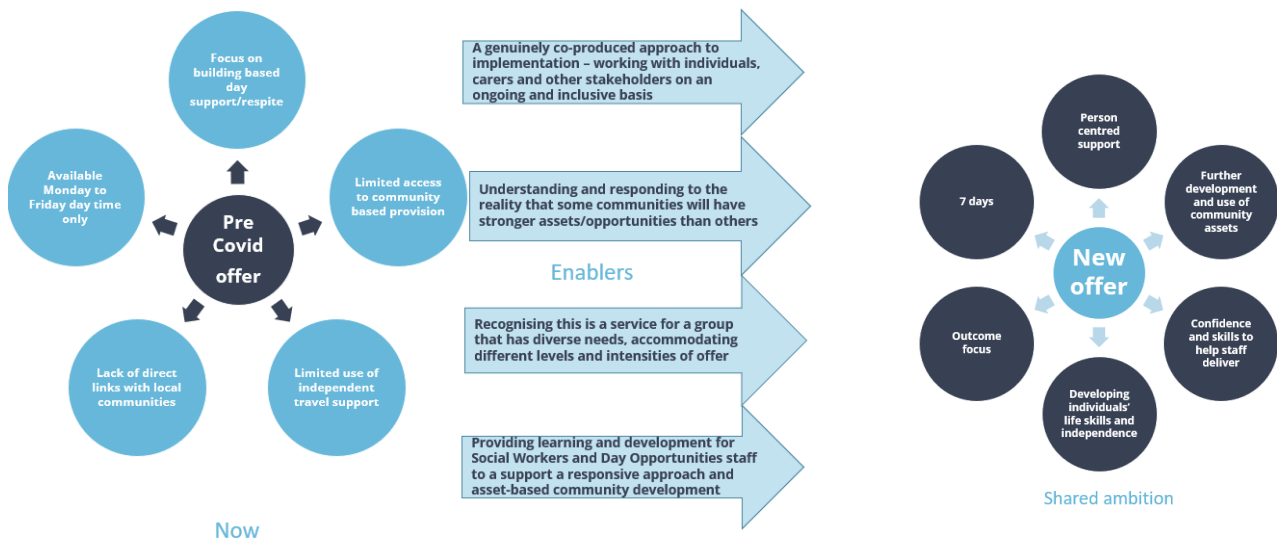 Focus on
building based
day
support/respite
Available
Monday to
Friday day time
only
Limited access
to community
based provision
Pre
Covid
offer
Lack of direct
links with local
communities
Limited use of
independent
travel support
Now
A genuinely co-produced approach to
implementation – working with individuals,
carers and other stakeholders on an
ongoing and inclusive basis
Understanding and responding to the
reality that some communities will have
stronger assets/opportunities than others
Enablers
Recognising this is a service for a group
that has diverse needs, accommodating
different levels and intensities of offer
Providing learning and development for
Social Workers and Day Opportunities staff
to a support a responsive approach and
asset-based community development
Person
centred
support
7 days
Further
development
and use of
community
assets
New
offer
Outcome
focus
Confidence
and skills to
help staff
deliver
Developing
individuals'
life skills and
independence
Shared ambition